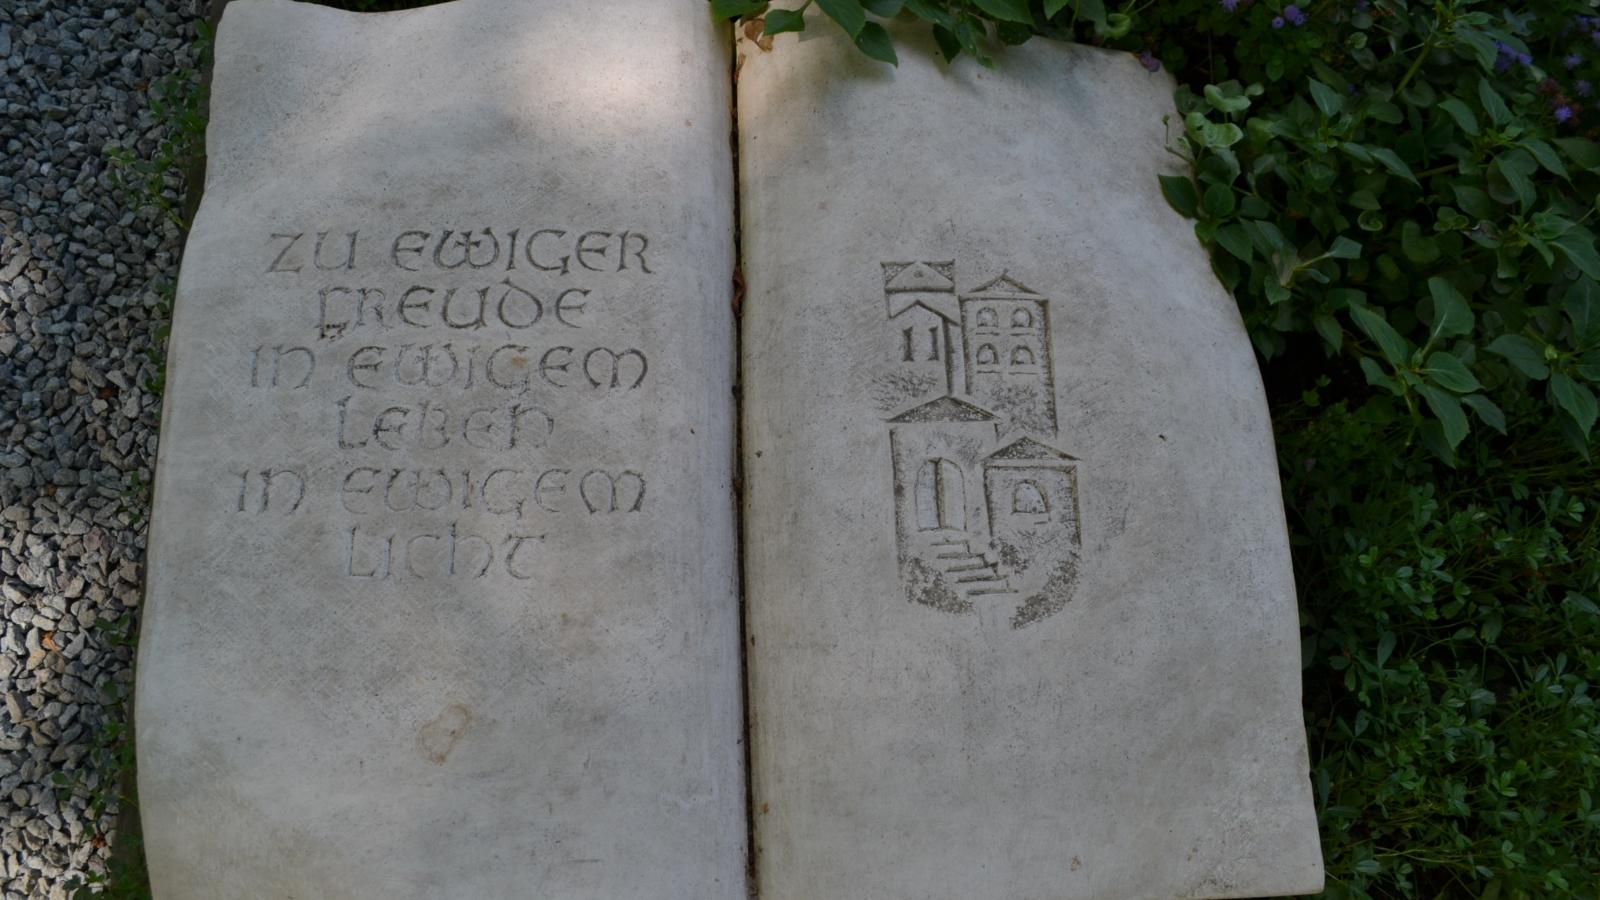 ZU EWIGER
FREUDE
IN EWIGEM
LEBEN
IN EWIGEM
LICHT